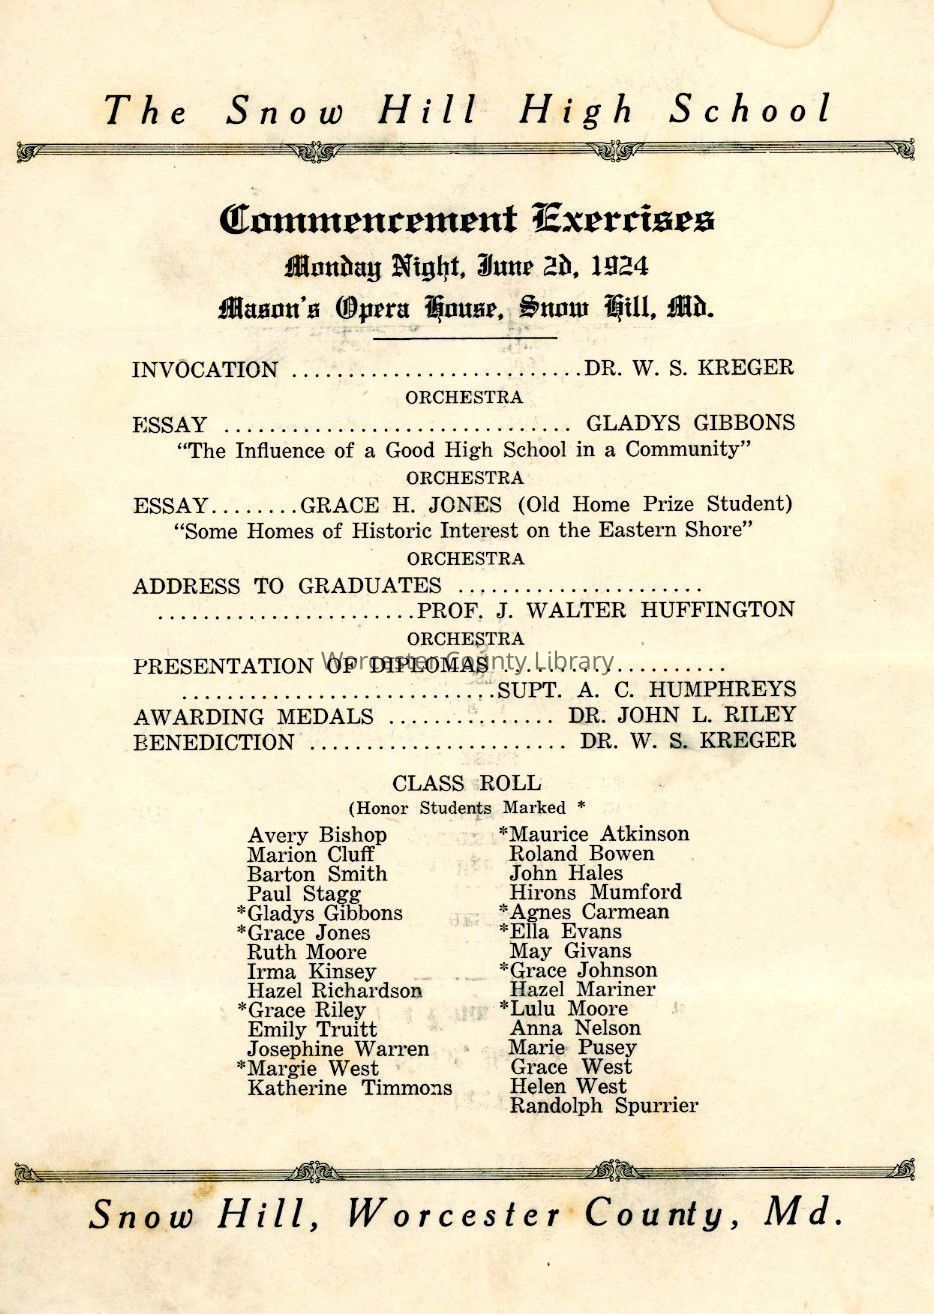 The Snow Hill High School
Commencement Exercises
Monday Night, June 2d, 1924
Mason's Opera House, Snow Hill, Md.
INVOCATION ..........................DR. W. S. KREGER
ORCHESTRA
ESSAY ............................... GLADYS GIBBONS
“The Influence of a Good High School in a Community”
ORCHESTRA
ESSAY........GRACE H. JONES (Old Home Prize Student)
“Some Homes of Historic Interest on the Eastern Shore”
ORCHESTRA
ADDRESS TO GRADUATES ......................
.......................PROF. J. WALTER HUFFINGTON
ORCHESTRA
PRESENTATION OF DIPLOMAS ....................
Worcester County Library
............................SUPT. A. C. HUMPHREYS
AWARDING MEDALS ............... DR. JOHN L. RILEY
BENEDICTION ....................... DR. W. S. KREGER
CLASS ROLL
(Honor Students Marked *
Avery Bishop
Marion Cluff
Barton Smith
Paul Stagg
*Gladys Gibbons
*Grace Jones
Ruth Moore
Irma Kinsey
Hazel Richardson
*Grace Riley
Emily Truitt
Josephine Warren
*Margie West
Katherine Timmons
*Maurice Atkinson
Roland Bowen
John Hales
Hirons Mumford
*Agnes Carmean
*Ella Evans
May Givans
*Grace Johnson
Hazel Mariner
*Lulu Moore
Anna Nelson
Marie Pusey
Grace West
Helen West
Randolph Spurrier
Snow Hill, Worcester County, Md.